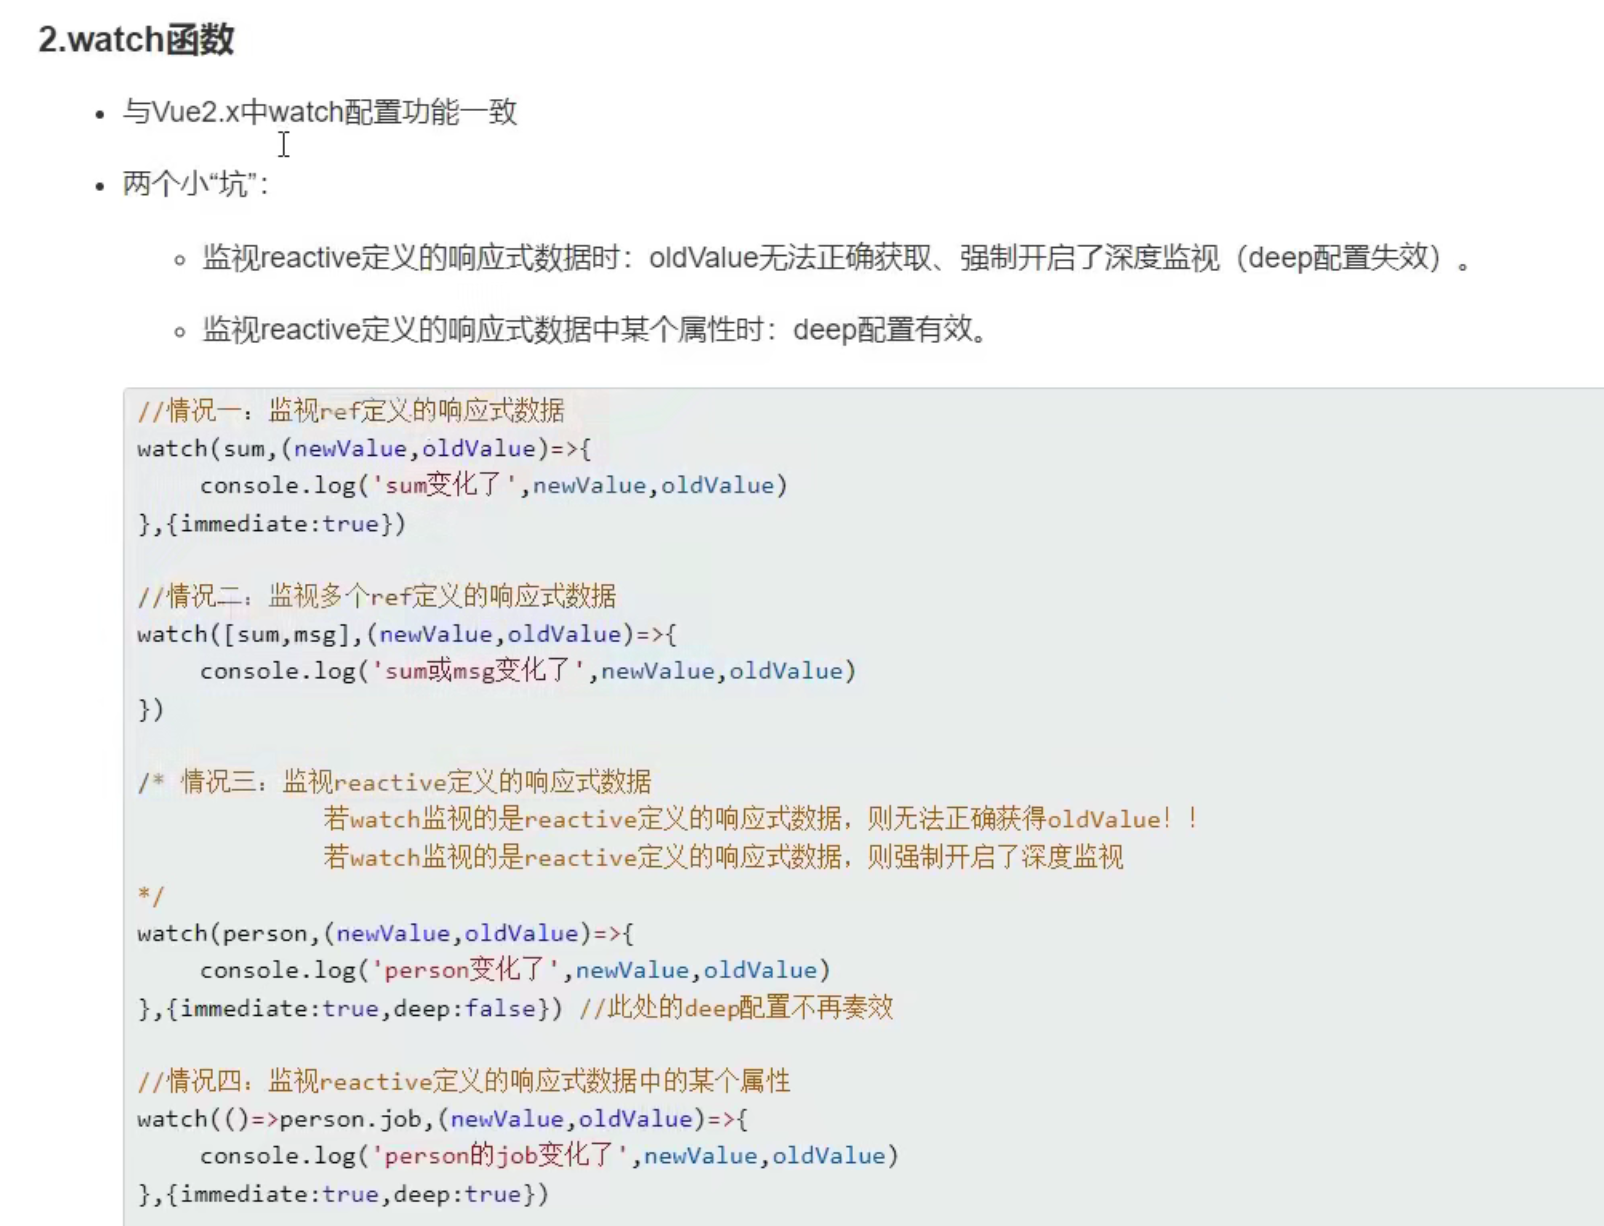 2.watch函数
与Vue2.x中watch配置功能一致
两个小“坑”：
监视reactive定义的响应式数据时：oldValue无法正确获取、强制开启了深度监视（deep配置失效）。
监视reactive定义的响应式数据中某个属性时：deep配置有效。
//情况一：监视ref定义的响应式数据
watch(sum,(newValue,oldValue)=>{
    console.log('sum变化了',newValue,oldValue)
},{immediate:true})
//情况二：监视多个ref定义的响应式数据
watch([sum,msg],(newValue,oldValue)=>{
    console.log('sum或msg变化了',newValue,oldValue)
})
/* 情况三：监视reactive定义的响应式数据
            若watch监视的是reactive定义的响应式数据，则无法正确获得oldValue！！
            若watch监视的是reactive定义的响应式数据，则强制开启了深度监视
*/
watch(person,(newValue,oldValue)=>{
    console.log('person变化了',newValue,oldValue)
},{immediate:true,deep:false}) //此处的deep配置不再奏效
//情况四：监视reactive定义的响应式数据中的某个属性
watch(()=>person.job,(newValue,oldValue)=>{
    console.log('person的job变化了',newValue,oldValue)
},{immediate:true,deep:true})